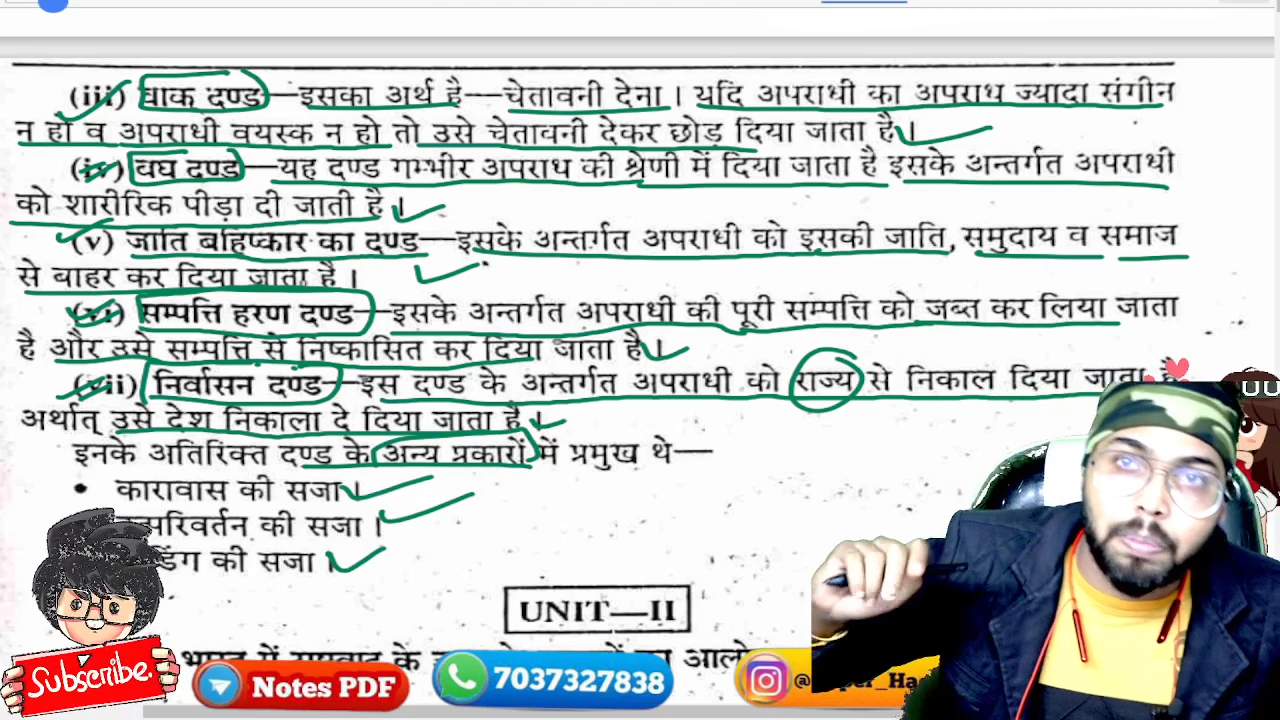 (iii) वाक दण्ड—इसका अर्थ है—चेतावनी देना। यदि अपराधी का अपराध ज्यादा संगीन
न हो व अपराधी वयस्क न हो तो उसे चेतावनी देकर छोड़ दिया जाता है।
(iv) वध दण्ड—यह दण्ड गम्भीर अपराध की श्रेणी में दिया जाता है इसके अन्तर्गत अपराधी
को शारीरिक पीड़ा दी जाती है।
(v) जाति बहिष्कार का दण्ड—इसके अन्तर्गत अपराधी को इसकी जाति, समुदाय व समाज
से बाहर कर दिया जाता है।
(vi) सम्पत्ति हरण दण्ड—इसके अन्तर्गत अपराधी की पूरी सम्पत्ति को जब्त कर लिया जाता
है और उसे सम्पत्ति से निष्कासित कर दिया जाता है।
(vii) निर्वासन दण्ड—इस दण्ड के अन्तर्गत अपराधी को राज्य से निकाल दिया जाता है
अर्थात् उसे देश निकाला दे दिया जाता है।
इनके अतिरिक्त दण्ड के अन्य प्रकारों में प्रमुख थे—
• कारावास की सजा।
की सजा।
की सजा।
UNIT—II
में के
Subscribe
Notes PDF
7037327838